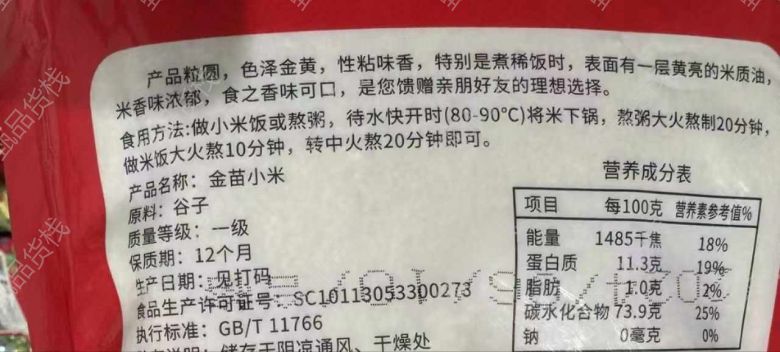 产品粒圆，色泽金黄，性粘味香，特别是煮稀饭时，表面有一层黄亮的米质油，
米香味浓郁，食之香味可口，是您馈赠亲朋好友的理想选择。
食用方法:做小米饭或熬粥，待水快开时(80-90°C)将米下锅，熬粥大火熬制20分钟，
做米饭大火熬10分钟，转中火熬20分钟即可。
产品名称：金苗小米
原料：谷子
质量等级：一级
保质期：12个月
生产日期：见打码
食品生产许可证号：SC10113053300273
执行标准：GB/T 11766
储存于阴凉通风、干燥处
营养成分表
项目 每100克 营养素参考值%
能量 1485千焦 18%
蛋白质 11.3克 19%
脂肪 1.0克 2%
碳水化合物 73.9克 25%
钠 0毫克 0%